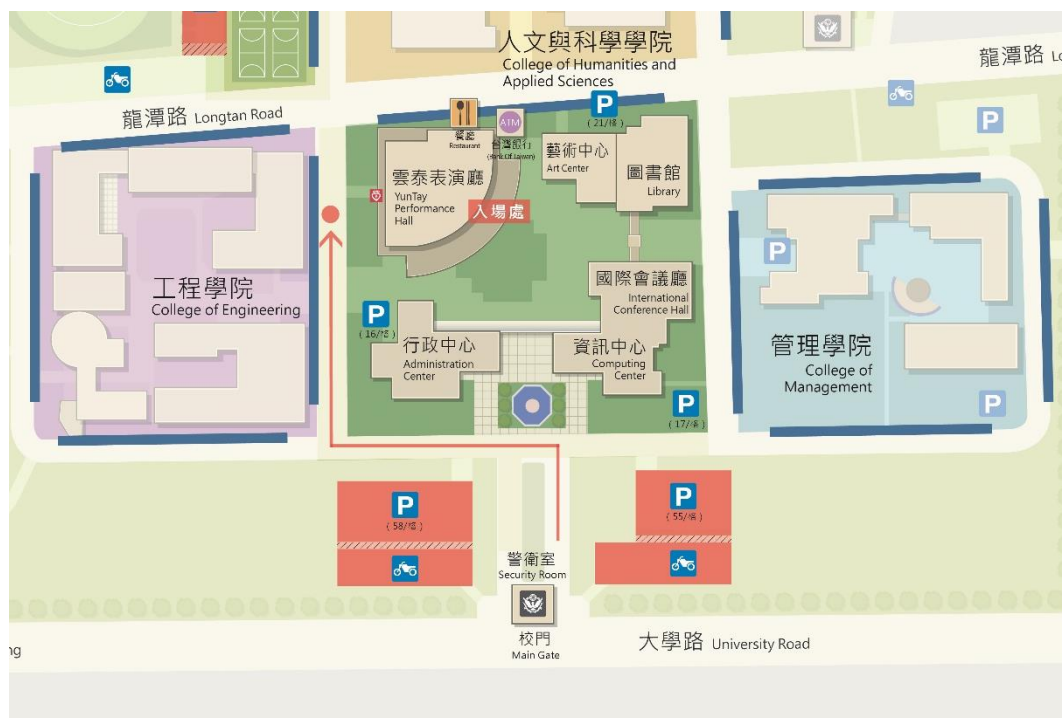 人文與科學學院
College of Humanities and
Applied Sciences
龍潭路 Lo
龍潭路 Longtan Road
P
(21/格)
P
餐廳
Restaurant
ATM
台灣銀行
(Bank Of Taiwan)
藝術中心
Art Center
圖書館
Library
雲泰表演廳
YunTay
Performance
Hall
入場處
P
工程學院
College of Engineering
國際會議廳
International
Conference Hall
P
(16/格)
行政中心
Administration
Center
資訊中心
Computing
Center
管理學院
College of
Management
P
(17/格)
P
P
(58/格)
P
(55/格)
警衛室
Security Room
校門
Main Gate
大學路 University Road
ng